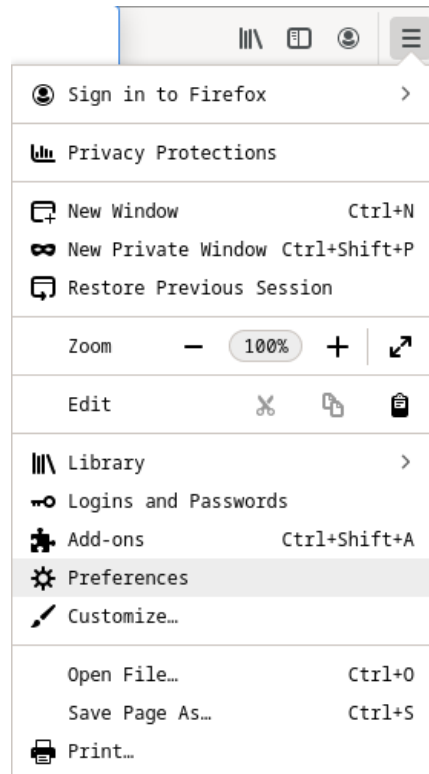 Sign in to Firefox
Privacy Protections
New Window Ctrl+N
New Private Window Ctrl+Shift+P
Restore Previous Session
Zoom 100%
Edit
Library
Logins and Passwords
Add-ons Ctrl+Shift+A
Preferences
Customize…
Open File… Ctrl+O
Save Page As… Ctrl+S
Print…